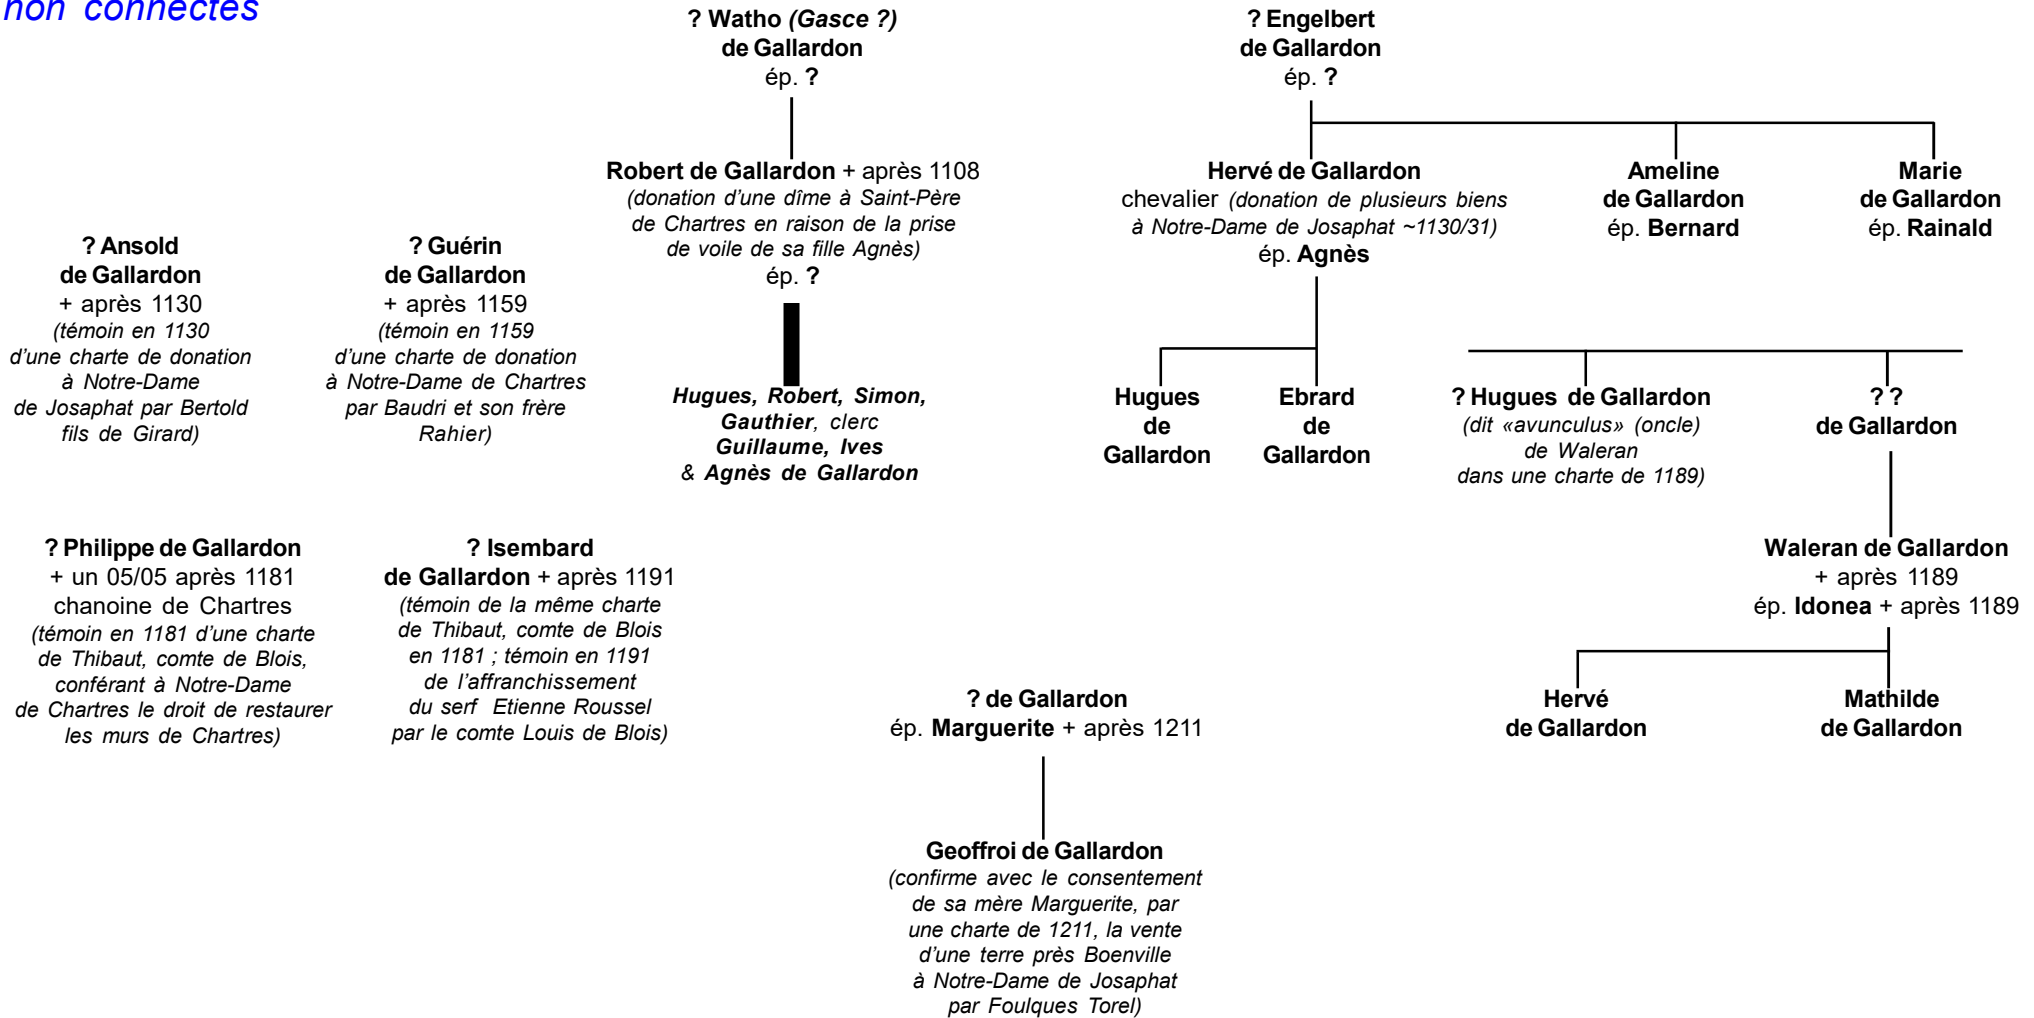 non connectés
? Watho (Gasce ?)
de Gallardon
ép. ?
? Engelbert
de Gallardon
ép. ?
Robert de Gallardon + après 1108
(donation d’une dîme à Saint-Père
de Chartres en raison de la prise
de voile de sa fille Agnès)
ép. ?
Hervé de Gallardon
chevalier (donation de plusieurs biens
à Notre-Dame de Josaphat ~1130/31)
ép. Agnès
Ameline
de Gallardon
ép. Bernard
Marie
de Gallardon
ép. Rainald
? Ansold
de Gallardon
+ après 1130
(témoin en 1130
d’une charte de donation
à Notre-Dame
de Josaphat par Bertold
fils de Girard)
? Guérin
de Gallardon
+ après 1159
(témoin en 1159
d’une charte de donation
à Notre-Dame de Chartres
par Baudri et son frère
Rahier)
Hugues, Robert, Simon,
Gauthier, clerc
Guillaume, Ives
& Agnès de Gallardon
Hugues
de
Gallardon
Ebrard
de
Gallardon
? Hugues de Gallardon
(dit «avunculus» (oncle)
de Waleran
dans une charte de 1189)
? ?
de Gallardon
? Philippe de Gallardon
+ un 05/05 après 1181
chanoine de Chartres
(témoin en 1181 d’une charte
de Thibaut, comte de Blois,
conférant à Notre-Dame
de Chartres le droit de restaurer
les murs de Chartres)
? Isembard
de Gallardon + après 1191
(témoin de la même charte
de Thibaut, comte de Blois
en 1181 ; témoin en 1191
de l’affranchissement
du serf Etienne Roussel
par le comte Louis de Blois)
Waleran de Gallardon
+ après 1189
ép. Idonea + après 1189
? de Gallardon
ép. Marguerite + après 1211
Hervé
de Gallardon
Mathilde
de Gallardon
Geoffroi de Gallardon
(confirme avec le consentement
de sa mère Marguerite, par
une charte de 1211, la vente
d’une terre près Boenville
à Notre-Dame de Josaphat
par Foulques Torel)